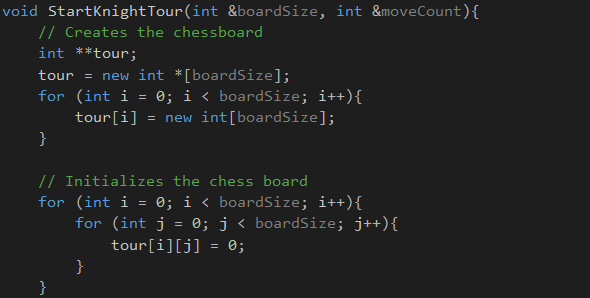 void StartKnightTour(int &boardSize, int &moveCount){
    // Creates the chessboard
    int **tour;
    tour = new int *[boardSize];
    for (int i = 0; i < boardSize; i++){
        tour[i] = new int[boardSize];
    }

    // Initializes the chess board
    for (int i = 0; i < boardSize; i++){
        for (int j = 0; j < boardSize; j++){
            tour[i][j] = 0;
        }
    }